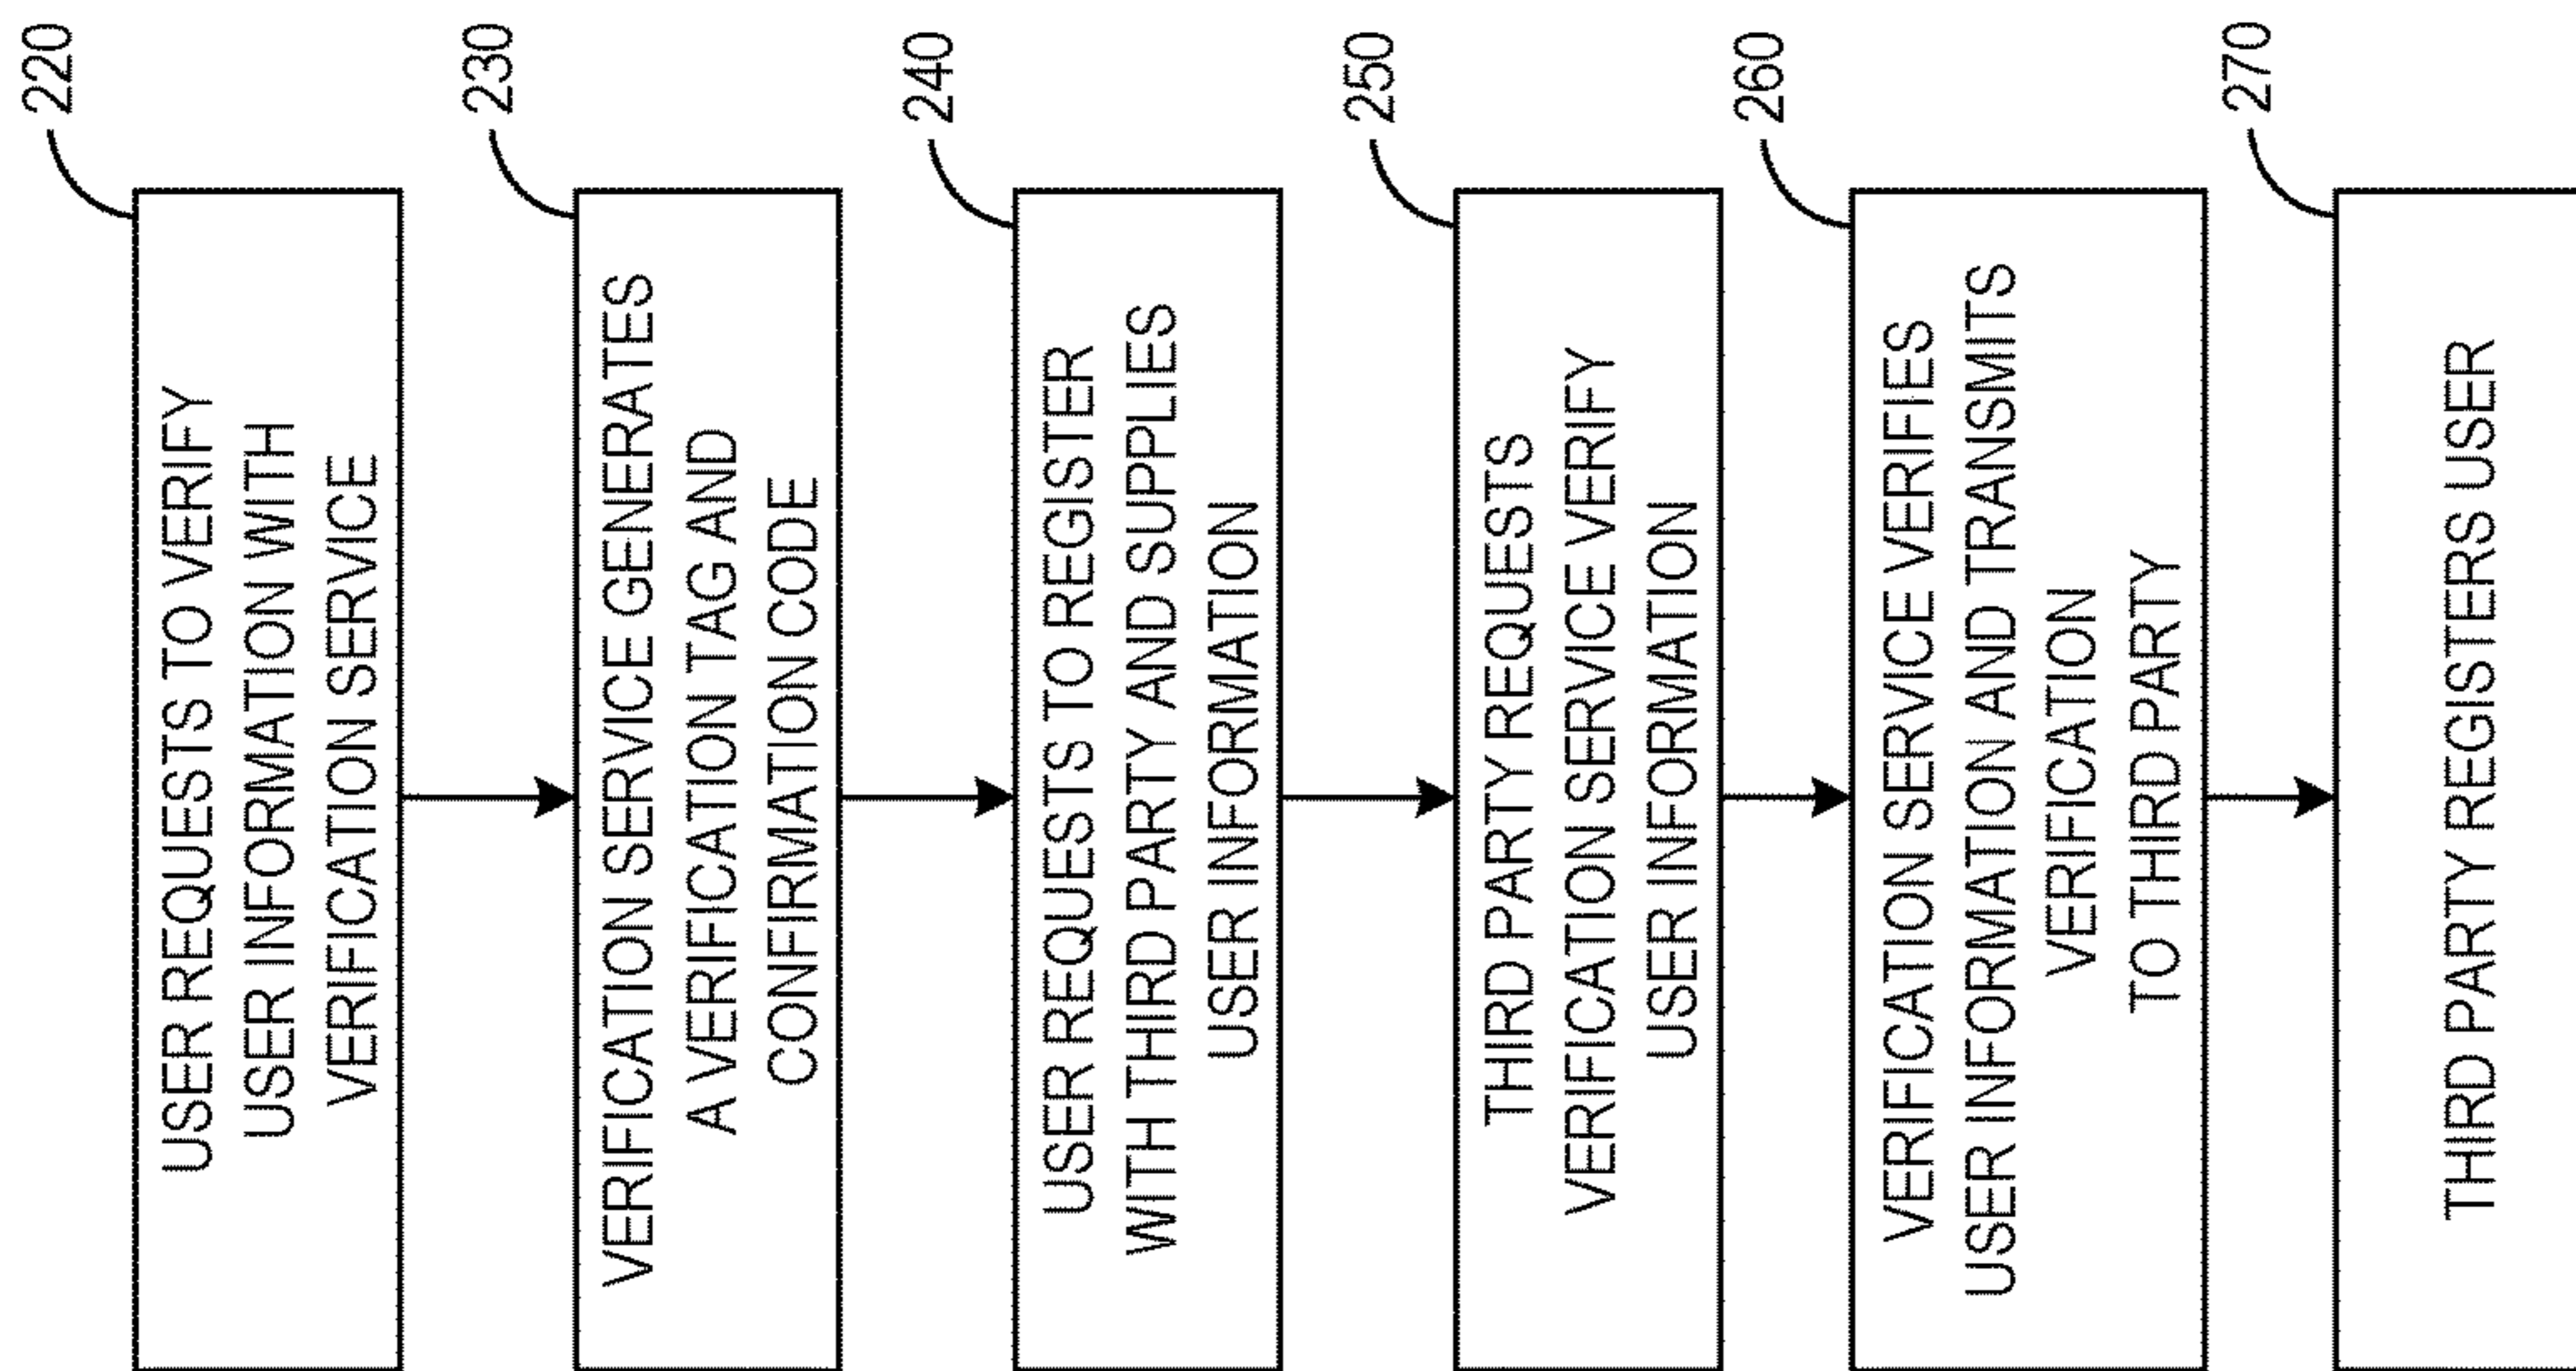 220
USER REQUESTS TO VERIFY
USER INFORMATION WITH
VERIFICATION SERVICE
230
VERIFICATION SERVICE GENERATES
A VERIFICATION TAG AND
CONFIRMATION CODE
240
USER REQUESTS TO REGISTER
WITH THIRD PARTY AND SUPPLIES
USER INFORMATION
250
THIRD PARTY REQUESTS
VERIFICATION SERVICE VERIFY
USER INFORMATION
260
VERIFICATION SERVICE VERIFIES
USER INFORMATION AND TRANSMITS
VERIFICATION
TO THIRD PARTY
270
THIRD PARTY REGISTERS USER